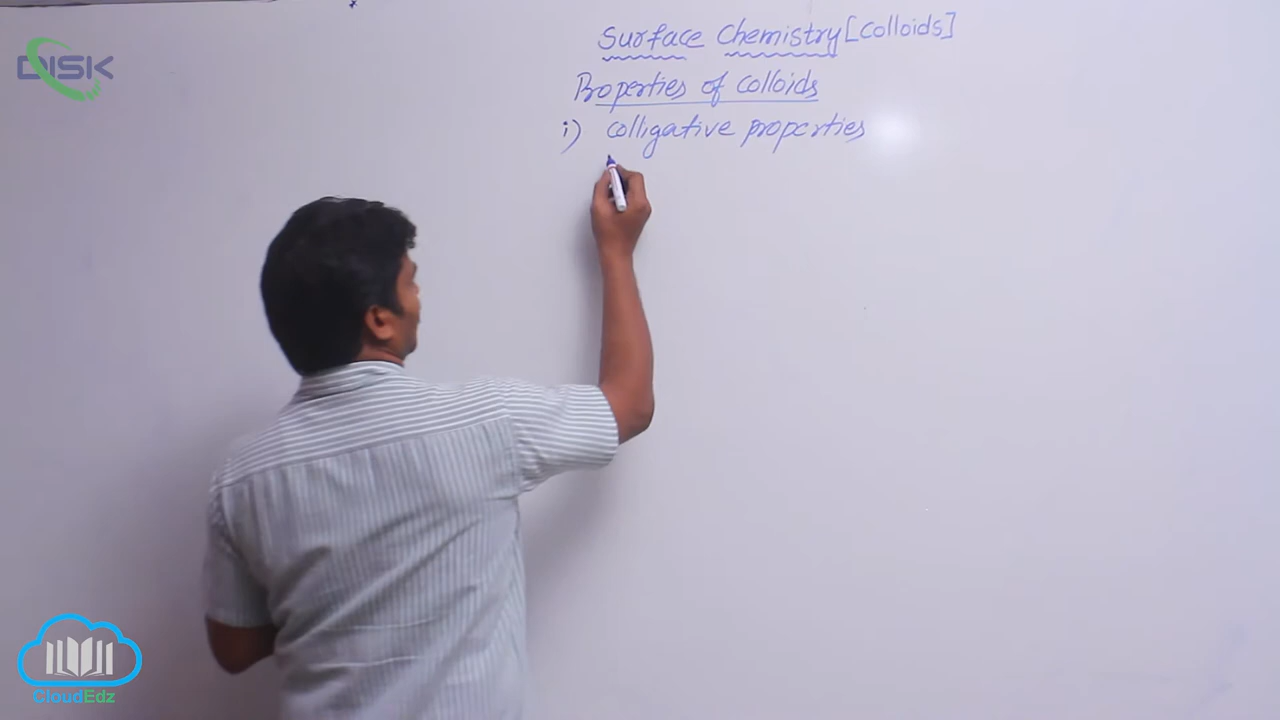 DISK
Surface Chemistry [colloids]
Properties of colloids
i) colligative properties
CloudEdz